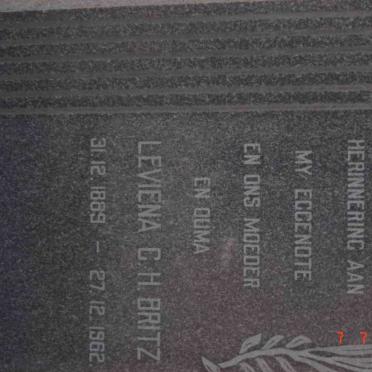 HERINNERING AAN
MY EGGENOTE
EN ONS MOEDER
EN OUMA
LEVIENA C.H. BRITZ
31.12.1889 - 27.12.1962
? ?